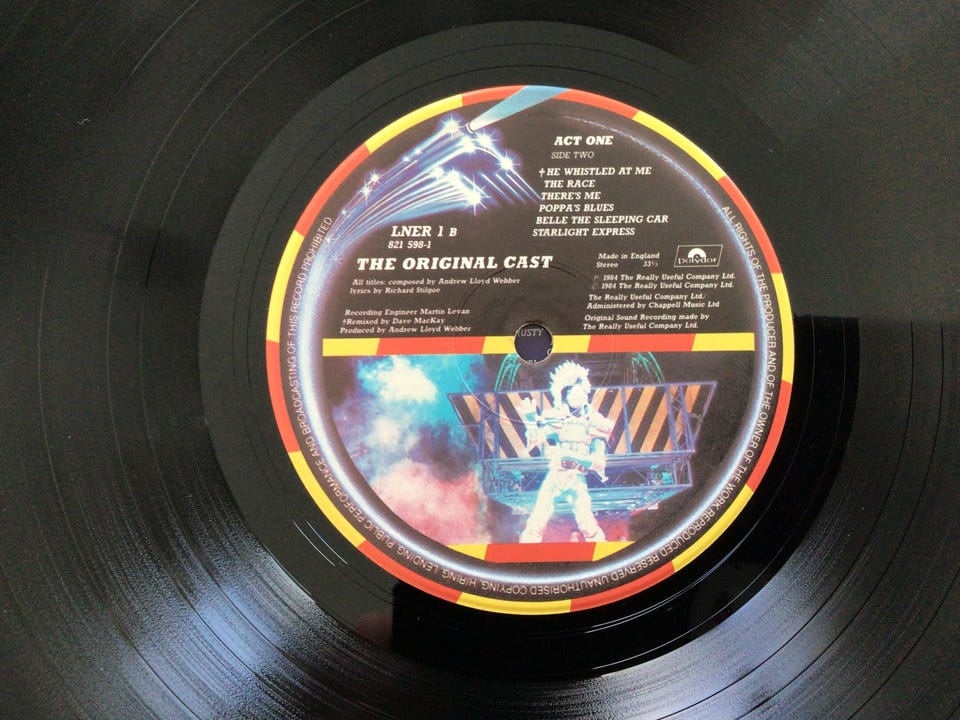 ACT ONE
SIDE TWO
†HE WHISTLED AT ME
THE RACE
THERE'S ME
POPPA'S BLUES
BELLE THE SLEEPING CAR
STARLIGHT EXPRESS
LNER 1 B
821 598-1
THE ORIGINAL CAST
All titles: composed by Andrew Lloyd Webber
lyrics by Richard Stilgoe
Recording Engineer Martin Levan
†Remixed by Dave MacKay
Produced by Andrew Lloyd Webber
Made in England
Stereo 33⅓
polydor
℗ 1984 The Really Useful Company Ltd.
© 1984 The Really Useful Company Ltd.
The Really Useful Company Ltd./
Administered by Chappell Music Ltd
Original Sound Recording made by
The Really Useful Company Ltd.
RUSTY
ALL RIGHTS OF THE PRODUCER AND OF THE OWNER OF THE WORK REPRODUCED RESERVED. UNAUTHORISED COPYING, HIRING, LENDING, PUBLIC PERFORMANCE AND BROADCASTING OF THIS RECORD PROHIBITED